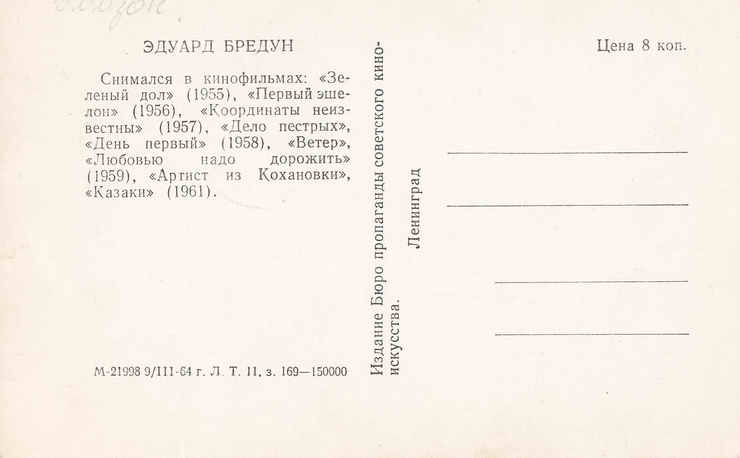 ЭДУАРД БРЕДУН
Снимался в кинофильмах: «Зе-
леный дол» (1955), «Первый эше-
лон» (1956), «Координаты неиз-
вестны» (1957), «Дело пестрых»,
«День первый» (1958), «Ветер»,
«Любовью надо дорожить»
(1959), «Артист из Кохановки»,
«Казаки» (1961).
М-21998 9/III-64 г. Л. Т. II, з. 169—150000
Издание Бюро пропаганды советского кино-
искусства.
Ленинград
Цена 8 коп.